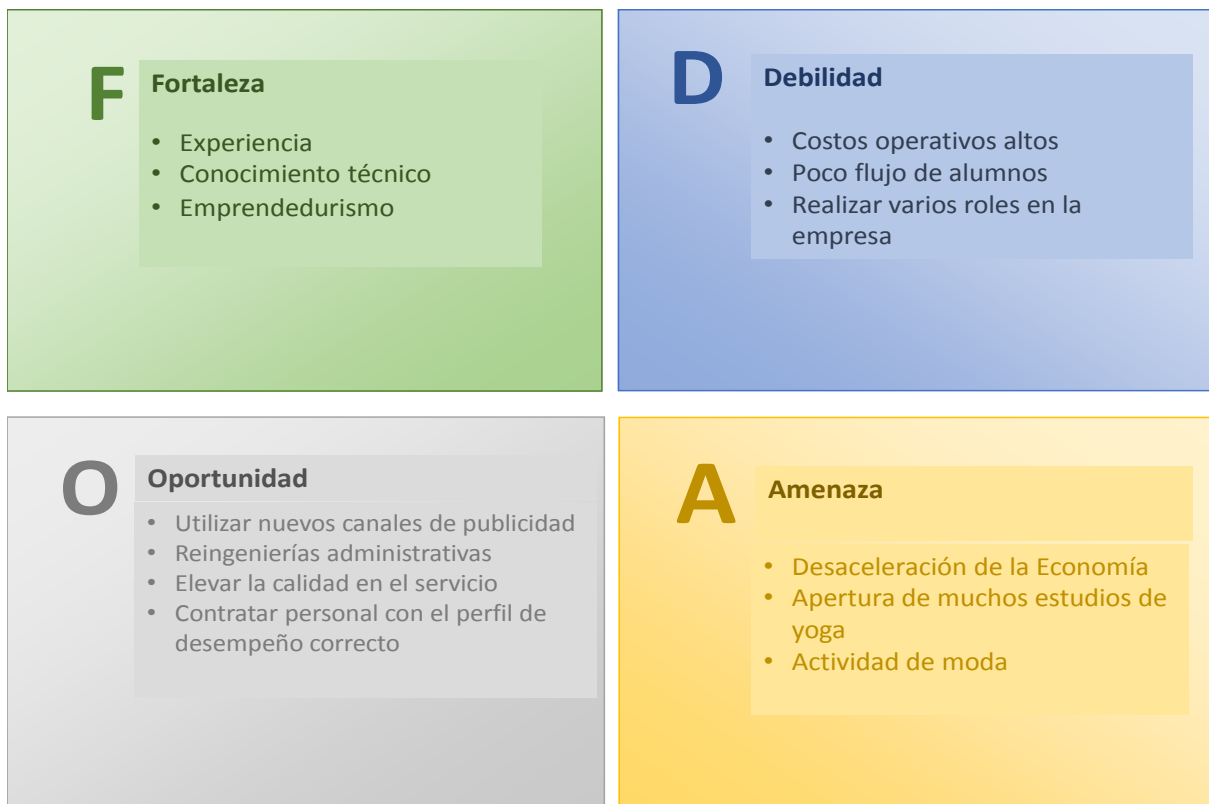 F
Fortaleza
• Experiencia
• Conocimiento técnico
• Emprendedurismo
D
Debilidad
• Costos operativos altos
• Poco flujo de alumnos
• Realizar varios roles en la
empresa
O
Oportunidad
• Utilizar nuevos canales de publicidad
• Reingenierías administrativas
• Elevar la calidad en el servicio
• Contratar personal con el perfil de
desempeño correcto
A
Amenaza
• Desaceleración de la Economía
• Apertura de muchos estudios de
yoga
• Actividad de moda